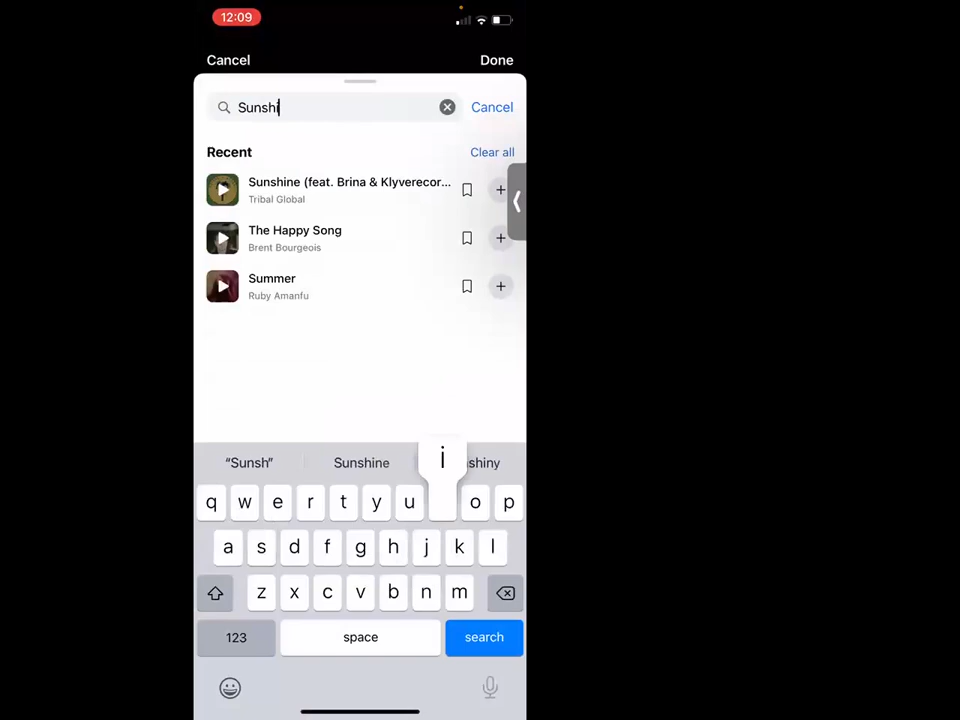 12:09
Cancel Done
Sunshi Cancel
Recent Clear all
Sunshine (feat. Brina & Klyverecor...
Tribal Global
The Happy Song
Brent Bourgeois
Summer
Ruby Amanfu
“Sunsh” Sunshine shiny
i
q w e r t y u o p
a s d f g h j k l
z x c v b n m
123 space search